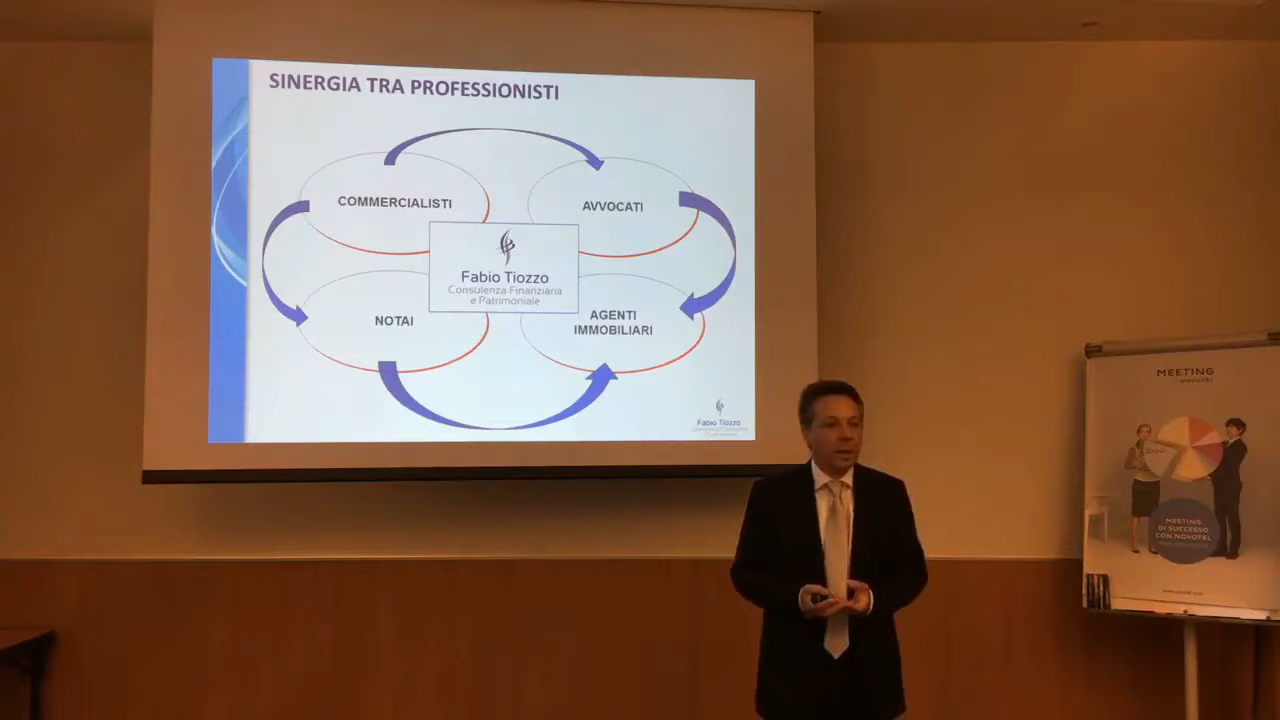 SINERGIA TRA PROFESSIONISTI
COMMERCIALISTI
AVVOCATI
Fabio Tiozzo
Consulenza Finanziaria
e Patrimoniale
NOTAI
AGENTI
IMMOBILIARI
Fabio Tiozzo
MEETING
NOVOTEL
MEETING
DI SUCCESSO
CON NOVOTEL